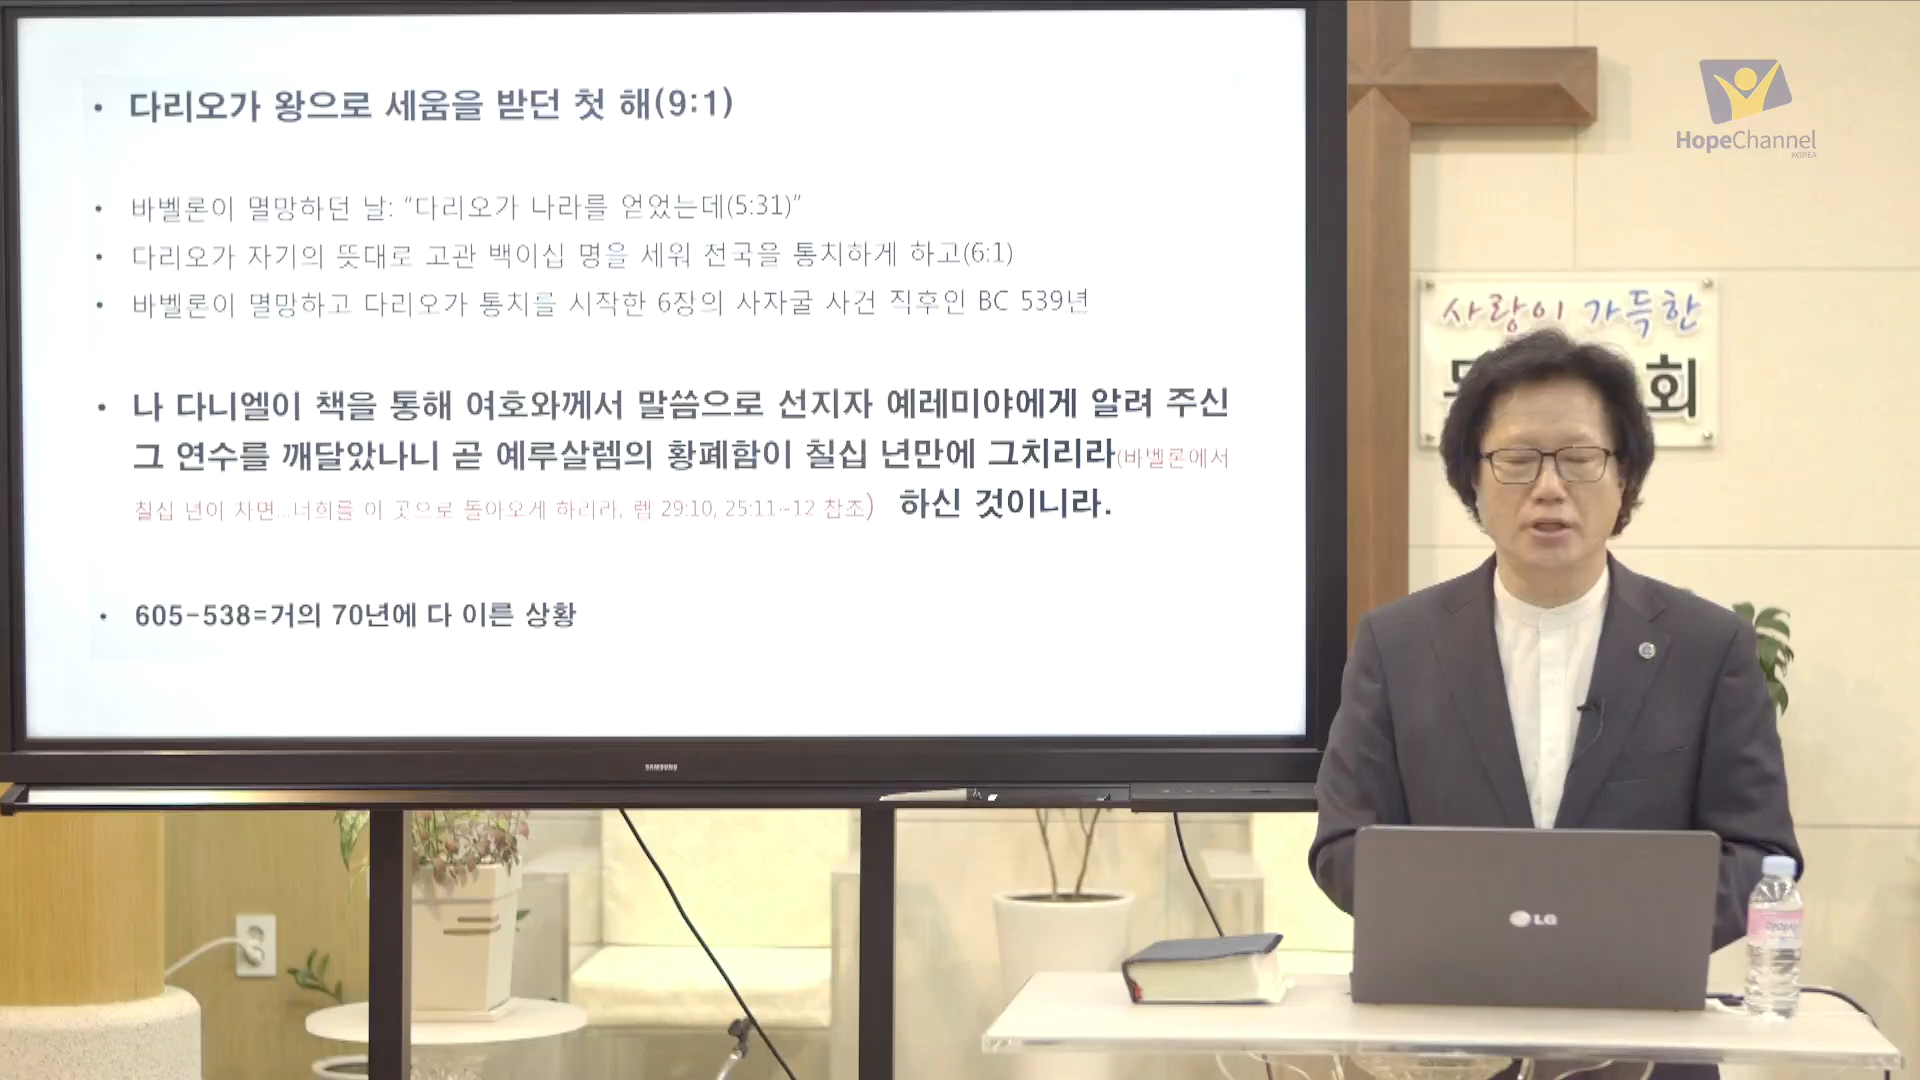 • 다리오가 왕으로 세움을 받던 첫 해(9:1)
• 바벨론이 멸망하던 날: “다리오가 나라를 얻었는데(5:31)”
• 다리오가 자기의 뜻대로 고관 백이십 명을 세워 전국을 통치하게 하고(6:1)
• 바벨론이 멸망하고 다리오가 통치를 시작한 6장의 사자굴 사건 직후인 BC 539년
• 나 다니엘이 책을 통해 여호와께서 말씀으로 선지자 예레미야에게 알려 주신
그 연수를 깨달았나니 곧 예루살렘의 황폐함이 칠십 년만에 그치리라(바벨론에서
칠십 년이 차면...너희를 이 곳으로 돌아오게 하리라, 렘 29:10, 25:11~12 참조) 하신 것이니라.
• 605-538=거의 70년에 다 이른 상황
SAMSUNG
HopeChannel
KOREA
사랑이 가득한
회
LG